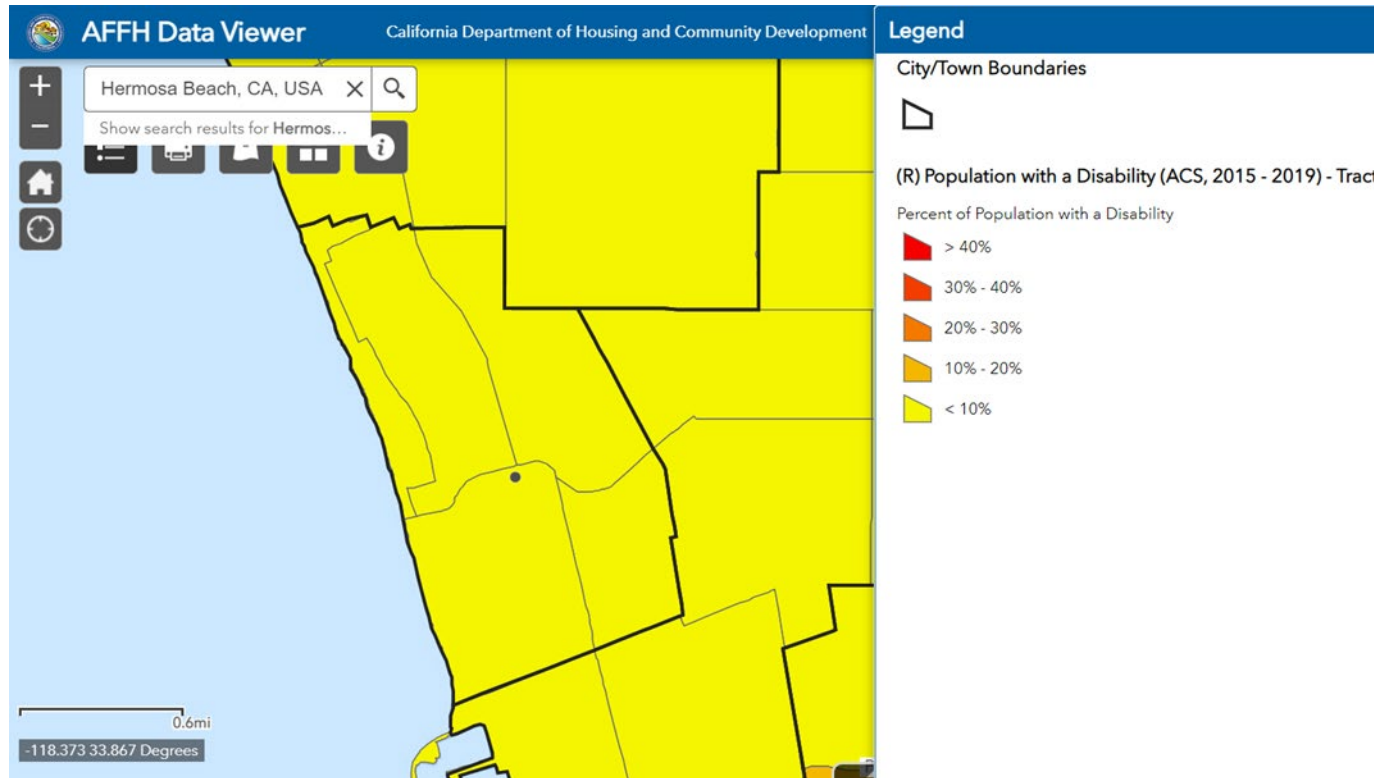 AFFH Data Viewer
California Department of Housing and Community Development
Hermosa Beach, CA, USA
Show search results for Hermos...
0.6mi
-118.373 33.867 Degrees
Legend
City/Town Boundaries
(R) Population with a Disability (ACS, 2015 - 2019) - Tract
Percent of Population with a Disability
> 40%
30% - 40%
20% - 30%
10% - 20%
< 10%